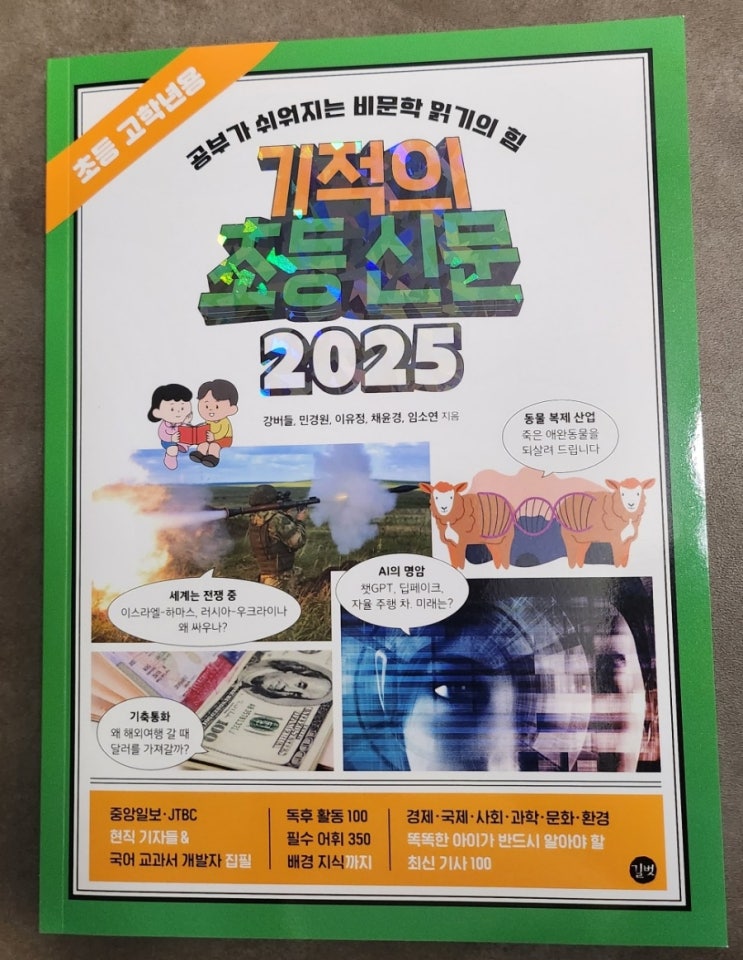 초등 고학년용
공부가 쉬워지는 비문학 읽기의 힘
기적의
초등 신문
2025
강버들, 민경원, 이유정, 채윤경, 임소연 지음
동물 복제 산업
죽은 애완동물을
되살려 드립니다
세계는 전쟁 중
이스라엘-하마스, 러시아-우크라이나
왜 싸우나?
AI의 명암
챗GPT, 딥페이크,
자율 주행 차. 미래는?
기축통화
왜 해외여행 갈 때
달러를 가져갈까?
100
중앙일보·JTBC
현직 기자들 &
국어 교과서 개발자 집필
독후 활동 100
필수 어휘 350
배경 지식까지
경제·국제·사회·과학·문화·환경
똑똑한 아이가 반드시 알아야 할
최신 기사 100
길벗